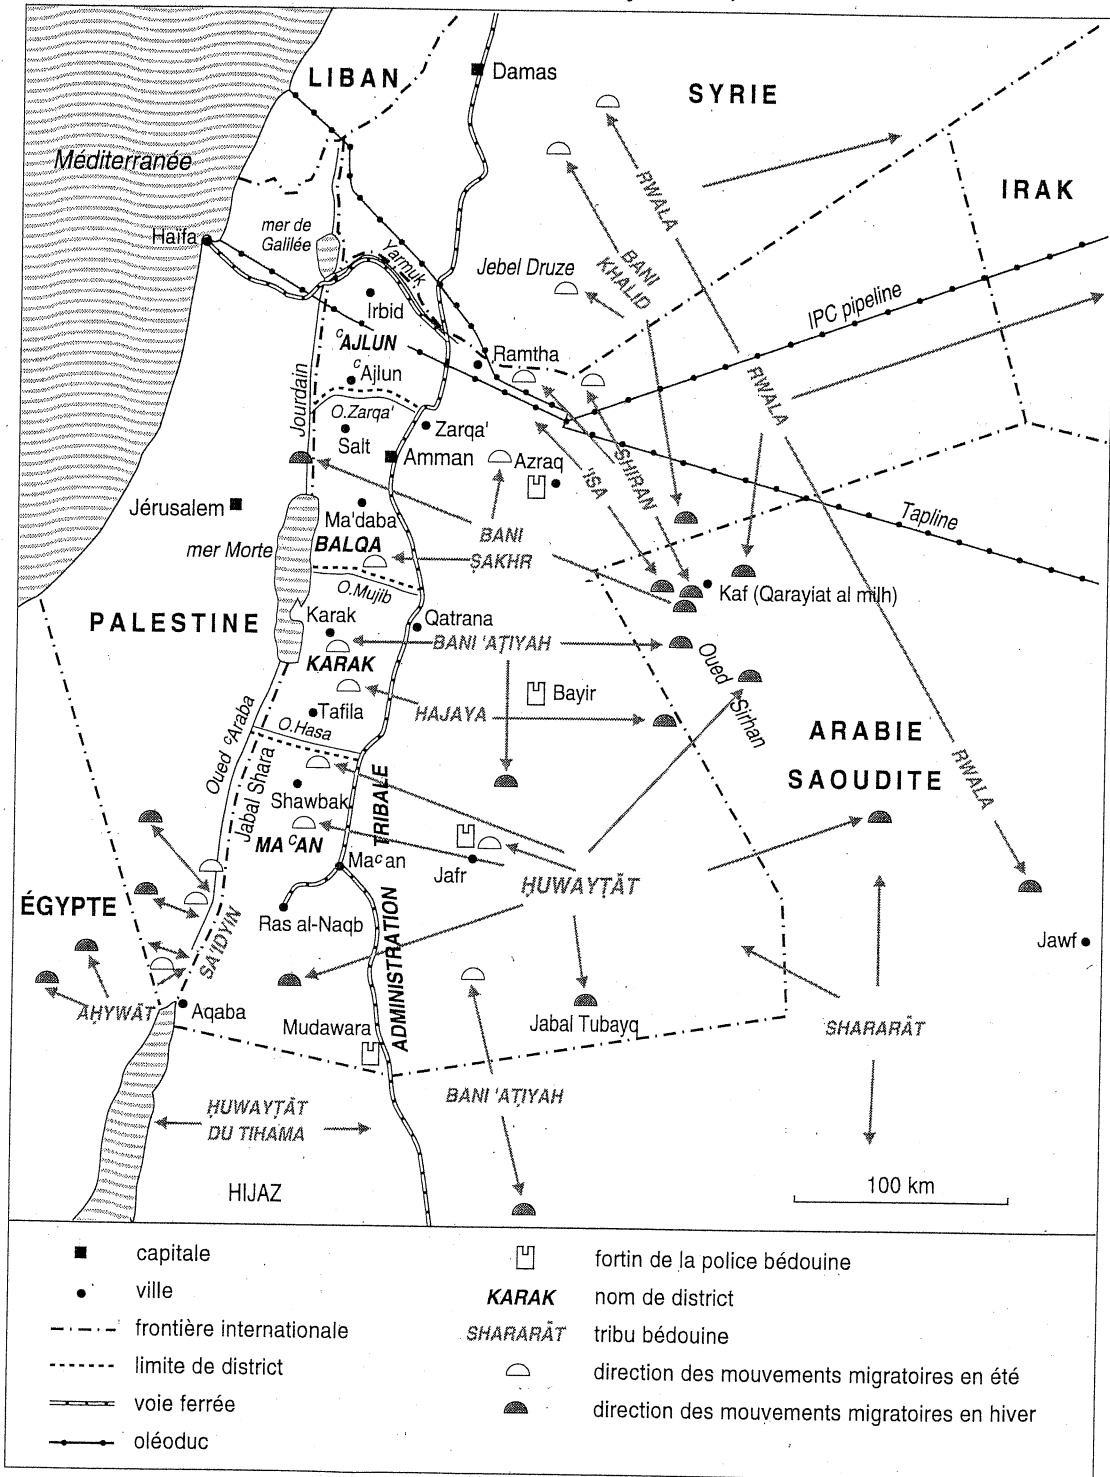 LIBAN
Damas
SYRIE
Méditerranée
IRAK
RWALA
Haïfa
mer de
Galilée
Yarmuk
Jebel Druze
BANI
KHALID
Irbid
IPC pipeline
ᶜAJLUN
Ramtha
ᶜAjlun
RWALA
Jourdain
O.Zarqa'
Zarqa'
Salt
Amman
Azraq
'ISA
SHIRAN
Jérusalem
Ma'daba
BANI
ṢAKHR
Tapline
mer Morte
BALQA
O.Mujib
Kaf (Qarayiat al milh)
PALESTINE
Karak
Qatrana
BANI 'AṬIYAH
KARAK
Oued Sirhan
Bayir
HAJAYA
Tafila
O.Hasa
ARABIE
SAOUDITE
Oued ᶜAraba
Jabal Shara
RWALA
Shawbak
MAᶜAN
TRIBALE
Maᶜan
Jafr
ḤUWAYṬĀT
ÉGYPTE
Ras al-Naqb
SA'IDYIN
ADMINISTRATION
Jawf
AḤYWĀT
Aqaba
Mudawara
Jabal Tubayq
SHARARĀT
BANI 'AṬIYAH
ḤUWAYṬĀT
DU TIHAMA
HIJAZ
100 km
capitale
ville
frontière internationale
limite de district
voie ferrée
oléoduc
fortin de la police bédouine
KARAK
nom de district
SHARARĀT
tribu bédouine
direction des mouvements migratoires en été
direction des mouvements migratoires en hiver